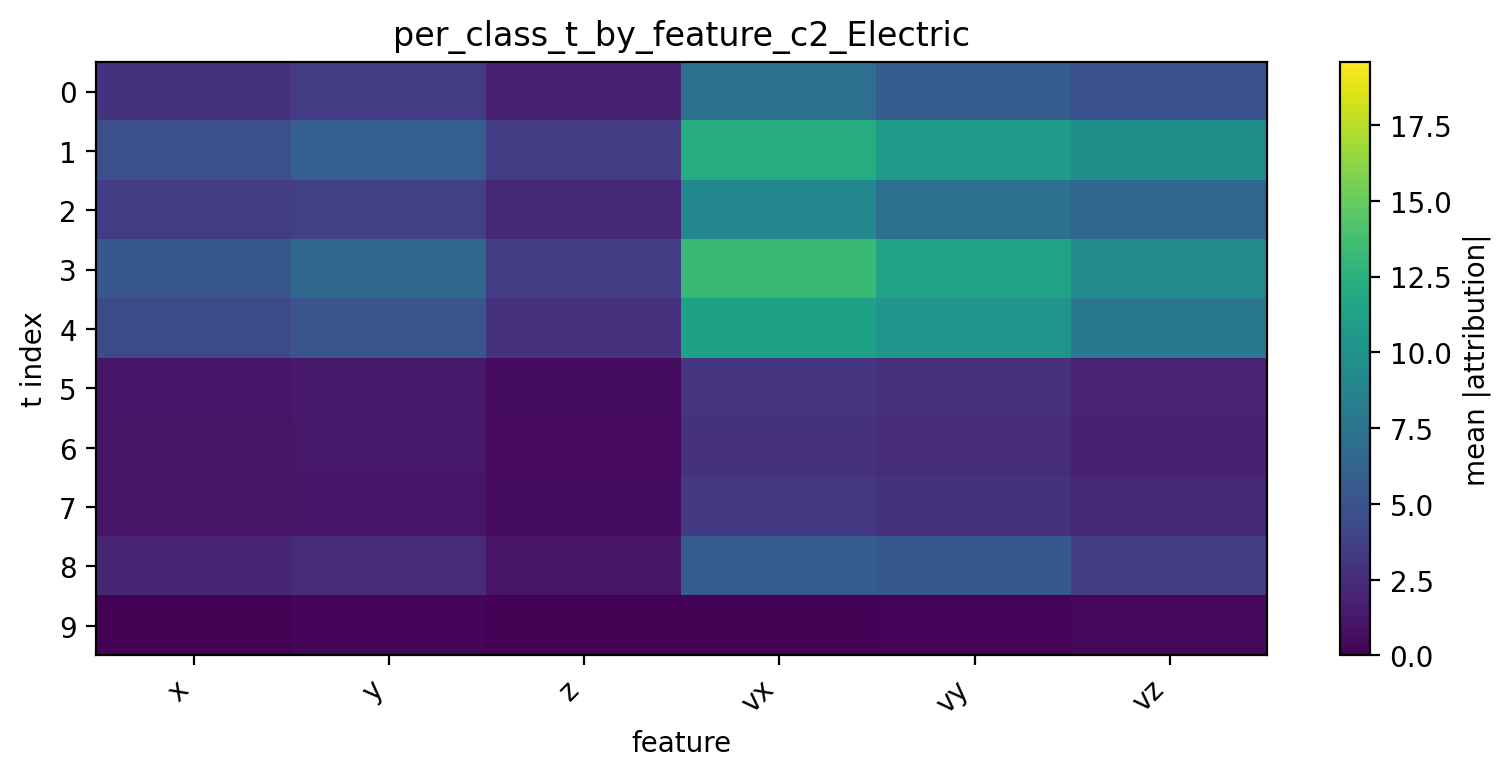 per_class_t_by_feature_c2_Electric
t index
0
1
2
3
4
5
6
7
8
9
x
y
z
vx
vy
vz
feature
17.5
15.0
12.5
10.0
7.5
5.0
2.5
0.0
mean |attribution|